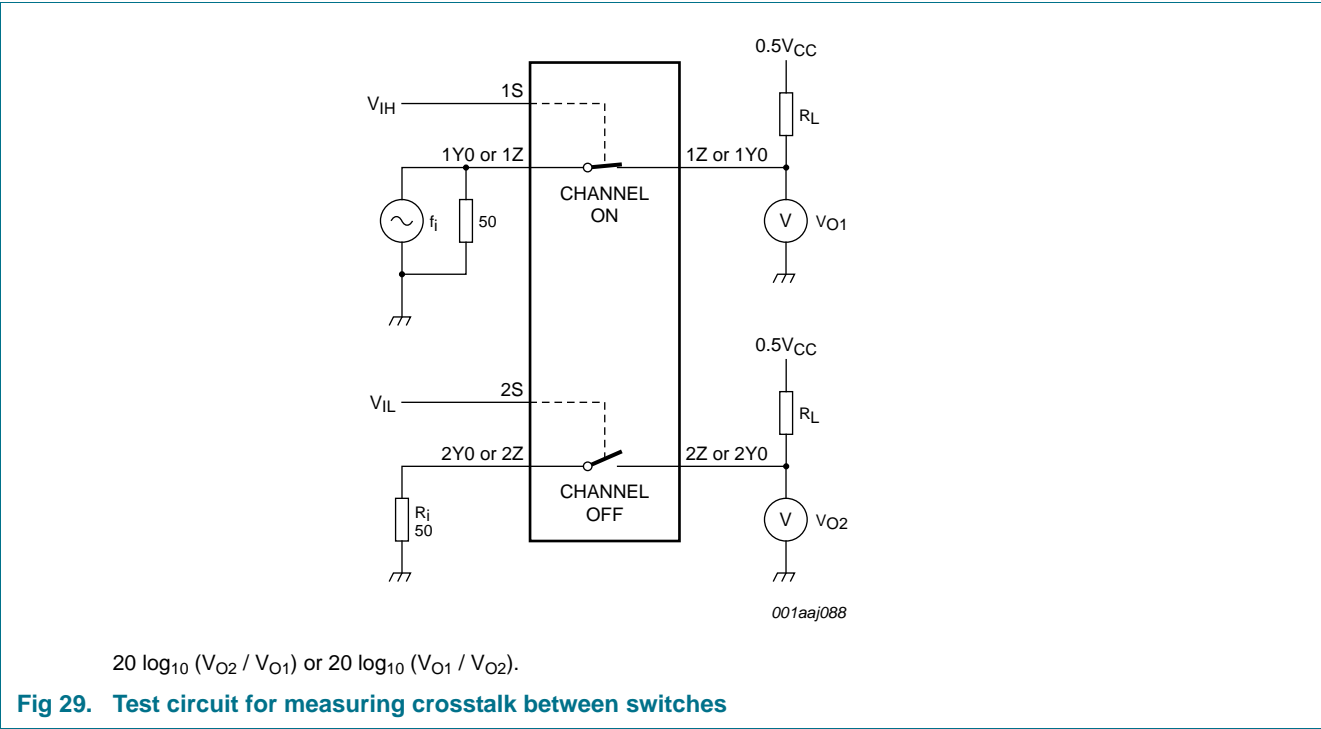 0.5VCC
RL
VIH
1S
1Y0 or 1Z
1Z or 1Y0
CHANNEL
ON
fi
50
V
VO1
0.5VCC
RL
VIL
2S
2Y0 or 2Z
2Z or 2Y0
CHANNEL
OFF
Ri
50
V
VO2
001aaj088
20 log10 (VO2 / VO1) or 20 log10 (VO1 / VO2).
Fig 29. Test circuit for measuring crosstalk between switches